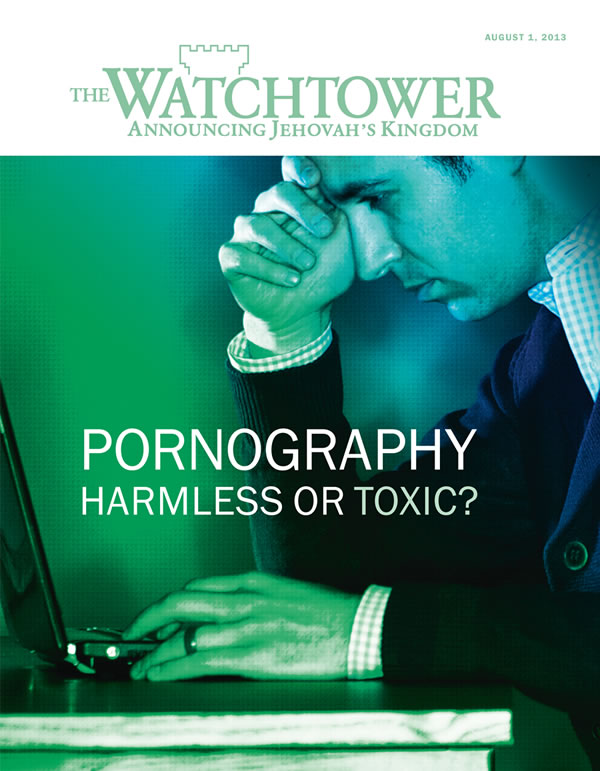 AUGUST 1, 2013
THE WATCHTOWER
ANNOUNCING JEHOVAH'S KINGDOM
PORNOGRAPHY
HARMLESS OR TOXIC?